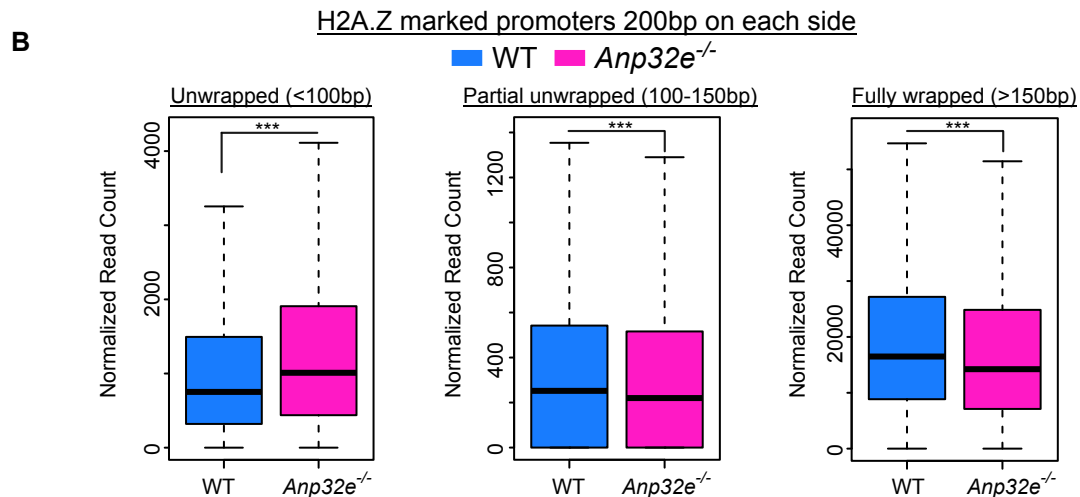 B
H2A.Z marked promoters 200bp on each side
WT Anp32e-/-
Unwrapped (<100bp)
Normalized Read Count
0 2000 4000
***
WT Anp32e-/-
Partial unwrapped (100-150bp)
Normalized Read Count
0 400 800 1200
***
WT Anp32e-/-
Fully wrapped (>150bp)
Normalized Read Count
0 20000 40000
***
WT Anp32e-/-